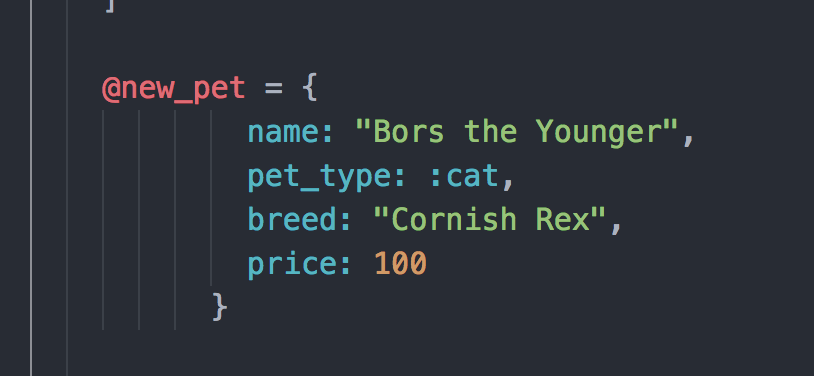 ]
@new_pet = {
name: "Bors the Younger",
pet_type: :cat,
breed: "Cornish Rex",
price: 100
}